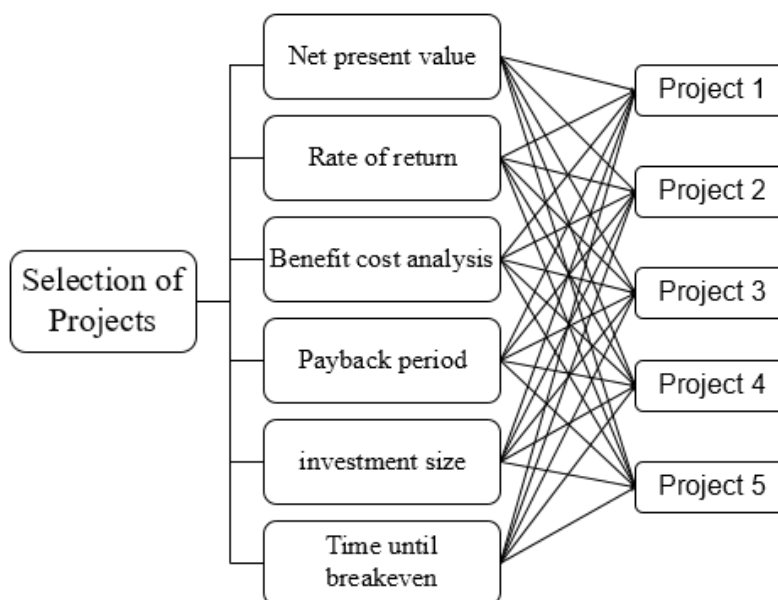 Selection of
Projects
Net present value
Rate of return
Benefit cost analysis
Payback period
investment size
Time until
breakeven
Project 1
Project 2
Project 3
Project 4
Project 5